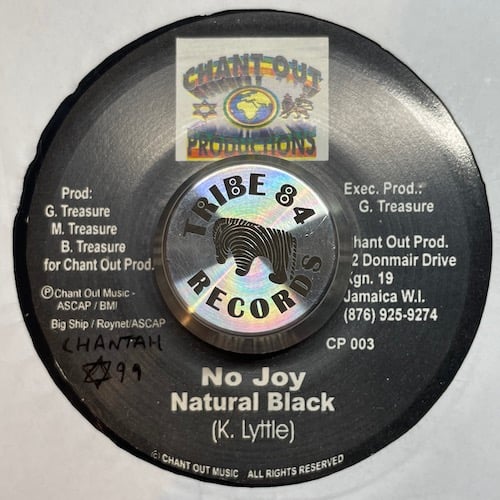 CHANT OUT
PRODUCTIONS
TRIBE 84
RECORDS
Prod:
G. Treasure
M. Treasure
B. Treasure
for Chant Out Prod.
Ⓟ Chant Out Music -
ASCAP / BMI
Big Ship / Roynet/ASCAP
CHANTAH
✡ 99
Exec. Prod.:
G. Treasure
hant Out Prod.
2 Donmair Drive
Kgn. 19
Jamaica W.I.
(876) 925-9274
CP 003
No Joy
Natural Black
(K. Lyttle)
© CHANT OUT MUSIC ALL RIGHTS RESERVED